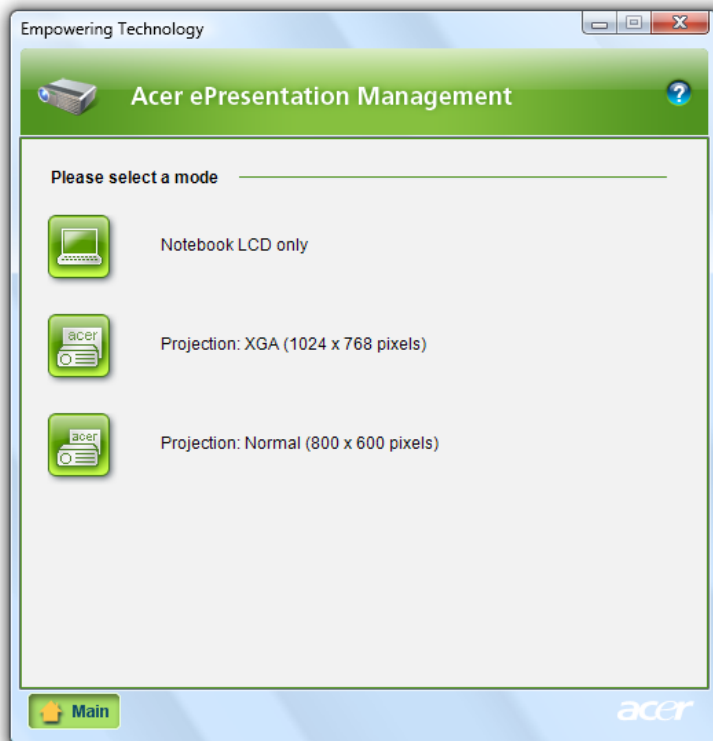 Empowering Technology
Acer ePresentation Management
?
Please select a mode
Notebook LCD only
acer
Projection: XGA (1024 x 768 pixels)
acer
Projection: Normal (800 x 600 pixels)
Main
acer